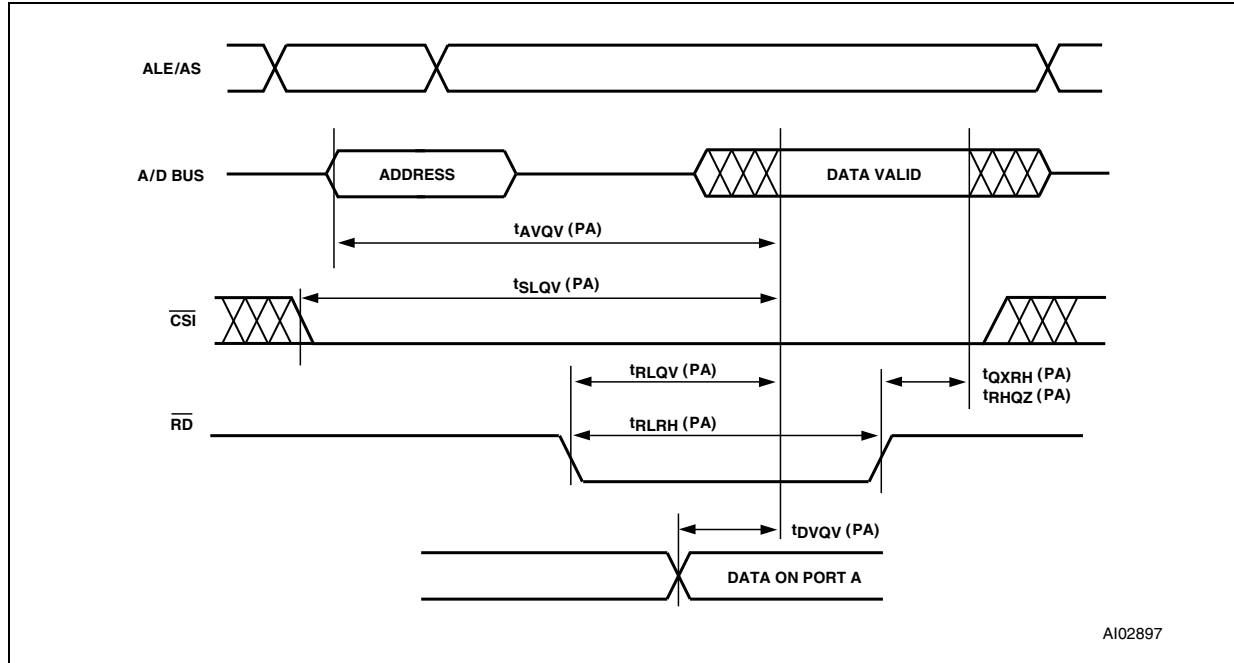 ALE/AS
A/D BUS
ADDRESS
DATA VALID
tAVQV (PA)
tSLQV (PA)
CSI
tRLQV (PA)
tQXRH (PA)
tRHQZ (PA)
RD
tRLRH (PA)
tDVQV (PA)
DATA ON PORT A
AI02897